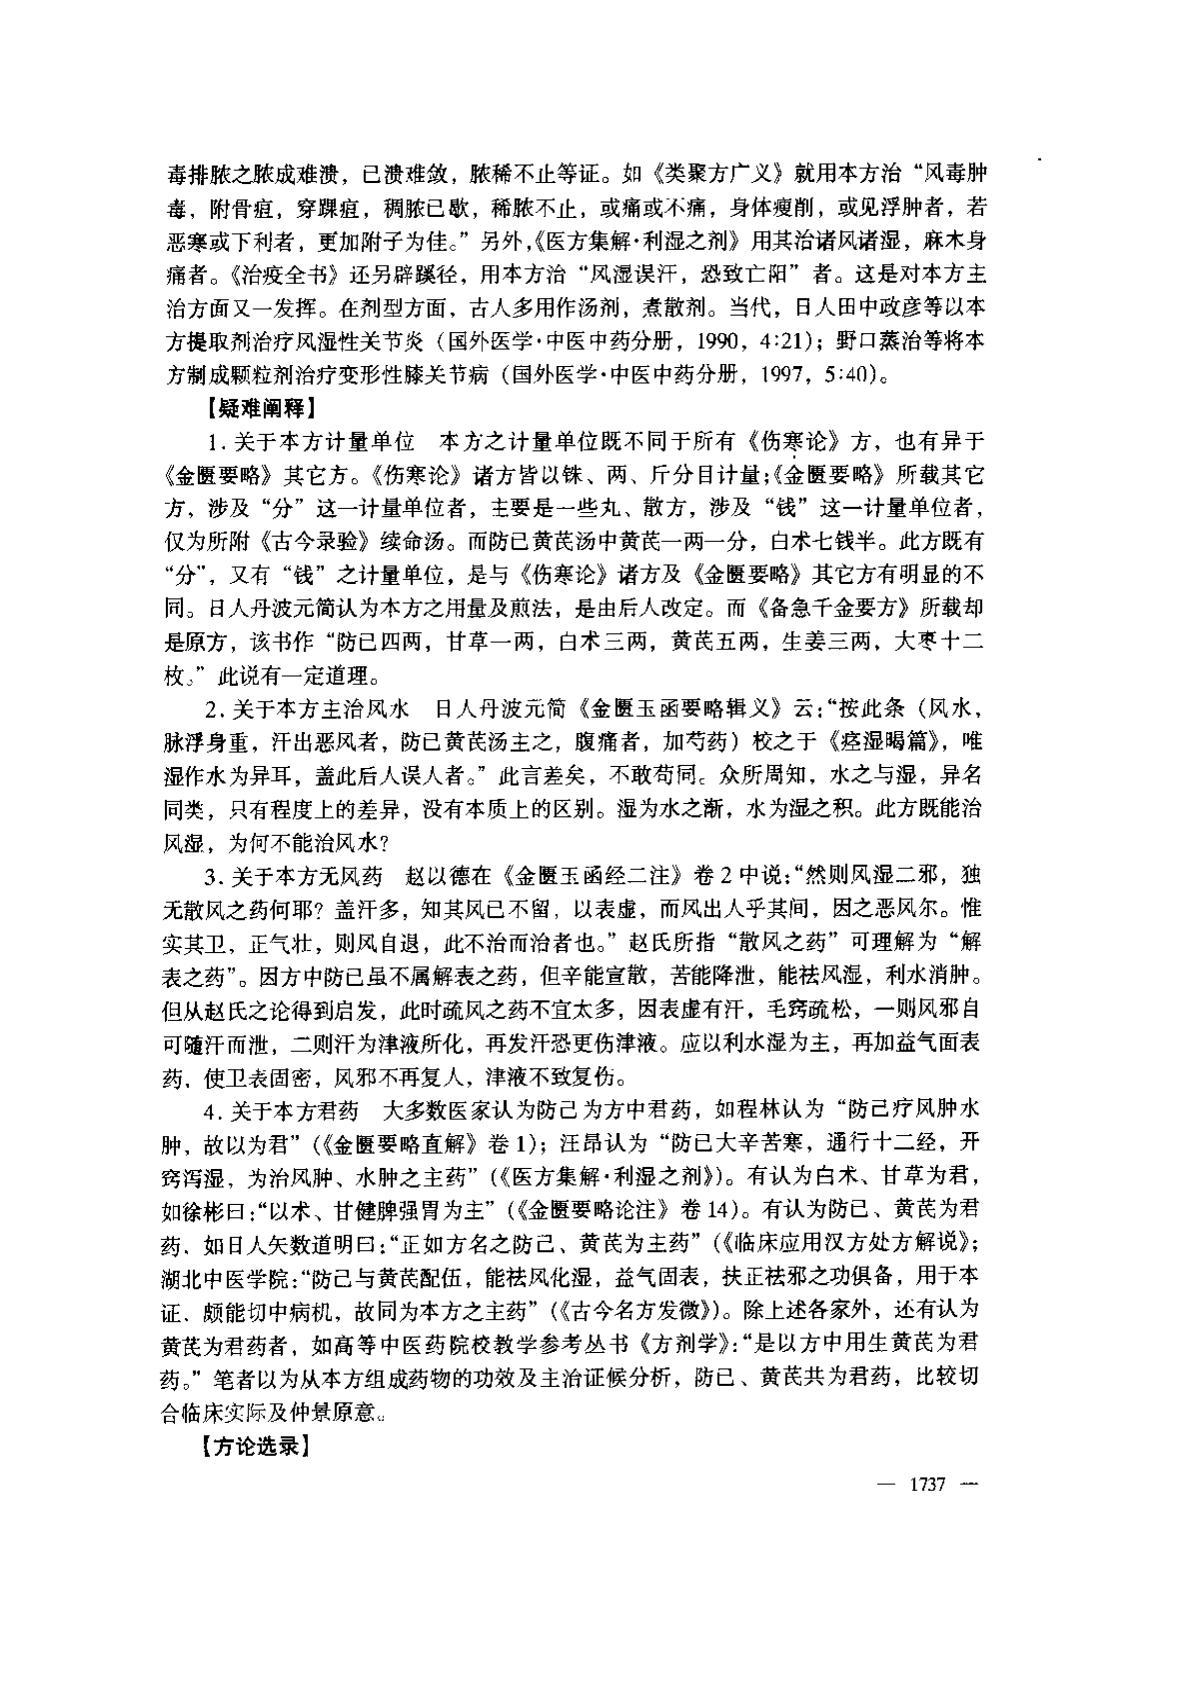 毒排脓之脓成难溃，已溃难敛，脓稀不止等证。如《类聚方广义》就用本方治“风毒肿
毒，附骨疽，穿踝疽，稠脓已歇，稀脓不止，或痛或不痛，身体瘦削，或见浮肿者，若
恶寒或下利者，更加附子为佳。”另外，《医方集解·利湿之剂》用其治诸风诸湿，麻木身
痛者。《治疫全书》还另辟蹊径，用本方治“风湿误汗，恐致亡阳”者。这是对本方主
治方面又一发挥。在剂型方面，古人多用作汤剂，煮散剂。当代，日人田中政彦等以本
方提取剂治疗风湿性关节炎（国外医学·中医中药分册，1990，4:21）；野口蒸治等将本
方制成颗粒剂治疗变形性膝关节病（国外医学·中医中药分册，1997，5:40）。
【疑难阐释】
1. 关于本方计量单位　本方之计量单位既不同于所有《伤寒论》方，也有异于
《金匮要略》其它方。《伤寒论》诸方皆以铢、两、斤分目计量；《金匮要略》所载其它
方，涉及“分”这一计量单位者，主要是一些丸、散方，涉及“钱”这一计量单位者，
仅为所附《古今录验》续命汤。而防已黄芪汤中黄芪一两一分，白术七钱半。此方既有
“分”，又有“钱”之计量单位，是与《伤寒论》诸方及《金匮要略》其它方有明显的不
同。日人丹波元简认为本方之用量及煎法，是由后人改定。而《备急千金要方》所载却
是原方，该书作“防已四两，甘草一两，白术三两，黄芪五两，生姜三两，大枣十二
枚。”此说有一定道理。
2. 关于本方主治风水　日人丹波元简《金匮玉函要略辑义》云：“按此条（风水，
脉浮身重，汗出恶风者，防已黄芪汤主之，腹痛者，加芍药）校之于《痉湿暍篇》，唯
湿作水为异耳，盖此后人误人者。”此言差矣，不敢苟同。众所周知，水之与湿，异名
同类，只有程度上的差异，没有本质上的区别。湿为水之渐，水为湿之积。此方既能治
风湿，为何不能治风水？
3. 关于本方无风药　赵以德在《金匮玉函经二注》卷 2 中说：“然则风湿二邪，独
无散风之药何耶？盖汗多，知其风已不留，以表虚，而风出人乎其间，因之恶风尔。惟
实其卫，正气壮，则风自退，此不治而治者也。”赵氏所指“散风之药”可理解为“解
表之药”。因方中防已虽不属解表之药，但辛能宣散，苦能降泄，能祛风湿，利水消肿。
但从赵氏之论得到启发，此时疏风之药不宜太多，因表虚有汗，毛窍疏松，一则风邪自
可随汗而泄，二则汗为津液所化，再发汗恐更伤津液。应以利水湿为主，再加益气面表
药，使卫表固密，风邪不再复人，津液不致复伤。
4. 关于本方君药　大多数医家认为防己为方中君药，如程林认为“防己疗风肿水
肿，故以为君”（《金匮要略直解》卷 1）；汪昂认为“防已大辛苦寒，通行十二经，开
窍泻湿，为治风肿、水肿之主药”（《医方集解·利湿之剂》）。有认为白术、甘草为君，
如徐彬曰：“以术、甘健脾强胃为主”（《金匮要略论注》卷 14）。有认为防已、黄芪为君
药，如日人矢数道明曰：“正如方名之防己、黄芪为主药”（《临床应用汉方处方解说》；
湖北中医学院：“防己与黄芪配伍，能祛风化湿，益气固表，扶正祛邪之功俱备，用于本
证，颇能切中病机，故同为本方之主药”（《古今名方发微》）。除上述各家外，还有认为
黄芪为君药者，如高等中医药院校教学参考丛书《方剂学》：“是以方中用生黄芪为君
药。”笔者以为从本方组成药物的功效及主治证候分析，防已、黄芪共为君药，比较切
合临床实际及仲景原意。
【方论选录】
— 1737 —